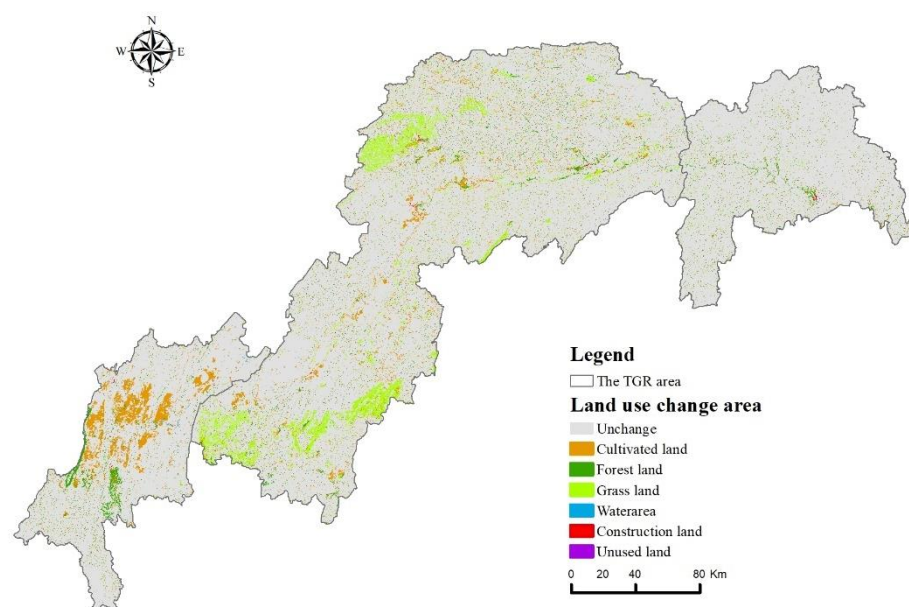 N
W E
S
Legend
The TGR area
Land use change area
Unchange
Cultivated land
Forest land
Grass land
Waterarea
Construction land
Unused land
0 20 40 80 Km